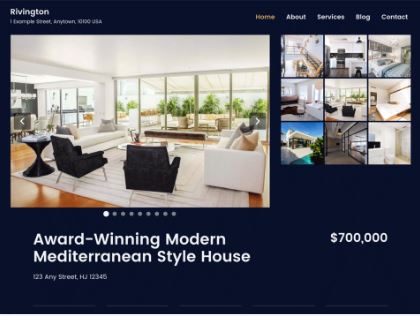 Rivington
1 Example Street, Anytown, 10100 USA
Home About Services Blog Contact
Award-Winning Modern
Mediterranean Style House
$700,000
123 Any Street, HJ 12345